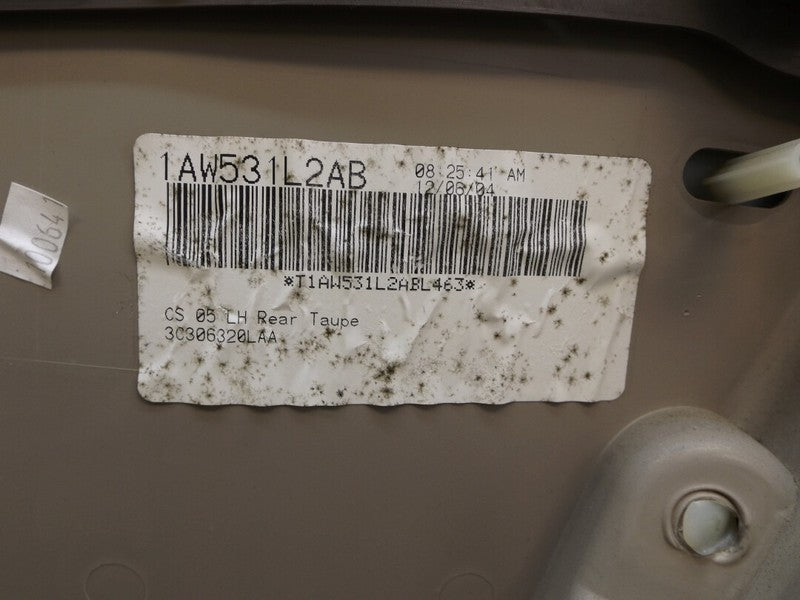 1AW531L2AB
08:25:41 AM
12/06/04
*T1AW531L2ABL463*
CS 05 LH Rear Taupe
3C306320LAA